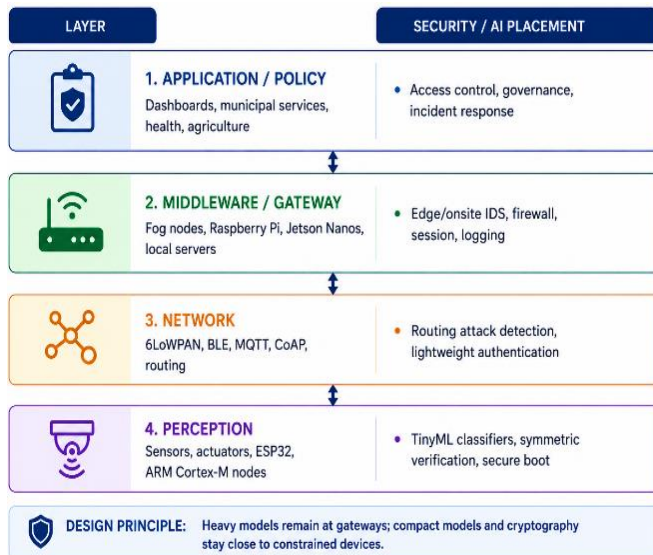 LAYER
SECURITY / AI PLACEMENT
1. APPLICATION / POLICY
Dashboards, municipal services,
health, agriculture
• Access control, governance,
incident response
2. MIDDLEWARE / GATEWAY
Fog nodes, Raspberry Pi, Jetson Nanos,
local servers
• Edge/onsite IDS, firewall,
session, logging
3. NETWORK
6LoWPAN, BLE, MQTT, CoAP,
routing
• Routing attack detection,
lightweight authentication
4. PERCEPTION
Sensors, actuators, ESP32,
ARM Cortex-M nodes
• TinyML classifiers, symmetric
verification, secure boot
DESIGN PRINCIPLE: Heavy models remain at gateways; compact models and cryptography
stay close to constrained devices.